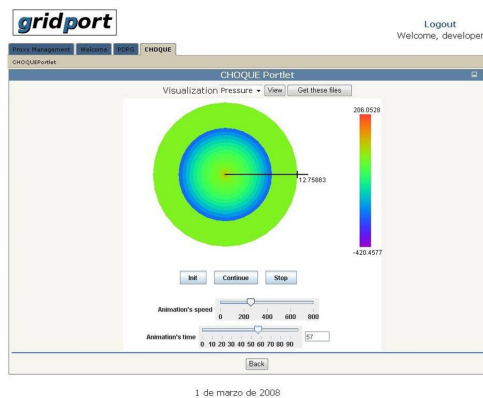 gridport
Logout
Welcome, developer
Proxy Management Welcome PDPG CHOQUE
CHOQUEPortlet
CHOQUE Portlet
Visualization Pressure View Get these files
206.0528
12.75863
-420.4577
Init Continue Stop
Animation's speed
0 200 400 600 800
Animation's time 57
0 10 20 30 40 50 60 70 80 90
Back
1 de marzo de 2008